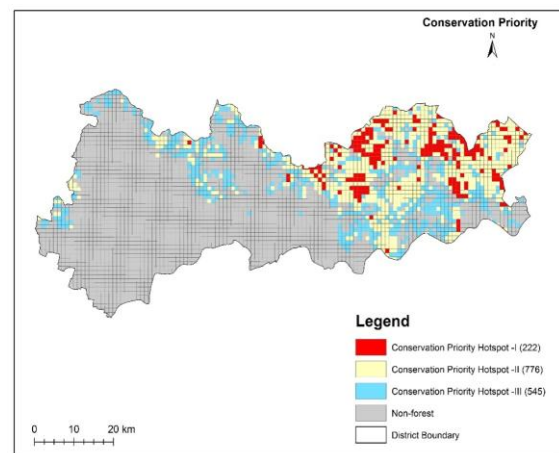 Conservation Priority
N
Legend
Conservation Priority Hotspot -I (222)
Conservation Priority Hotspot -II (776)
Conservation Priority Hotspot -III (545)
Non-forest
District Boundary
0 10 20 km